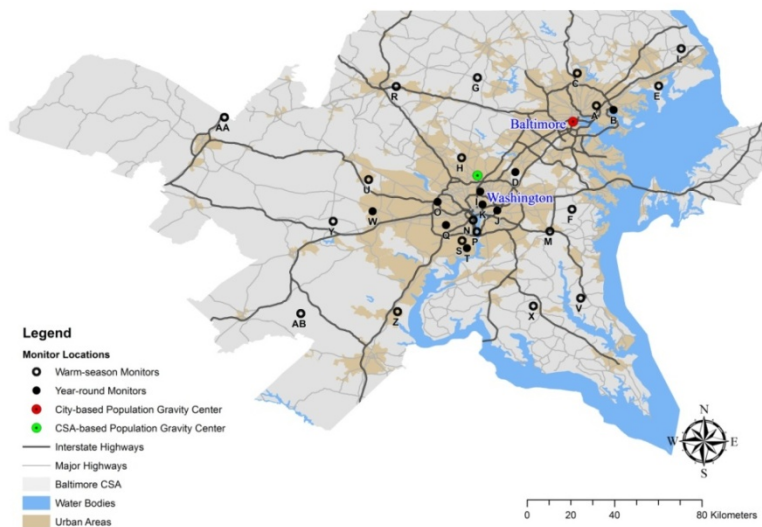 L
C
G
R
E
A
B
Baltimore
AA
H
D
U
Washington
I
K
O
J
W
F
N
Y
Q
P
M
S
T
V
X
Z
AB
Legend
Monitor Locations
Warm-season Monitors
Year-round Monitors
City-based Population Gravity Center
CSA-based Population Gravity Center
Interstate Highways
Major Highways
Baltimore CSA
Water Bodies
Urban Areas
N
W E
S
0 20 40 60 80 Kilometers